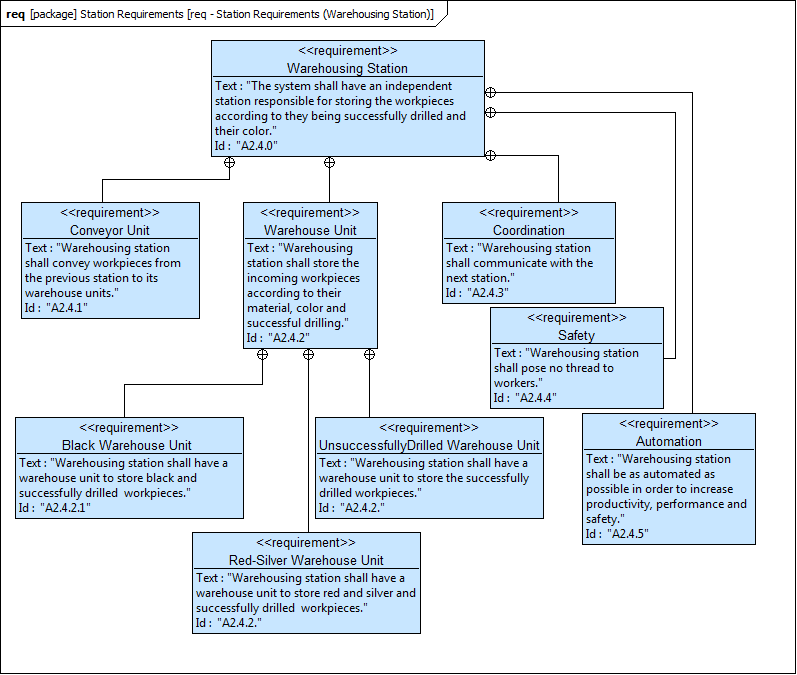 req [package] Station Requirements [req - Station Requirements (Warehousing Station)]
<<requirement>>
Warehousing Station
Text : "The system shall have an independent
station responsible for storing the workpieces
according to they being successfully drilled and
their color."
Id : "A2.4.0"
<<requirement>>
Conveyor Unit
Text : "Warehousing station
shall convey workpieces from
the previous station to its
warehouse units."
Id : "A2.4.1"
<<requirement>>
Warehouse Unit
Text : "Warehousing
station shall store the
incoming workpieces
according to their
material, color and
successful drilling."
Id : "A2.4.2"
<<requirement>>
Coordination
Text : "Warehousing station
shall communicate with the
next station."
Id : "A2.4.3"
<<requirement>>
Safety
Text : "Warehousing station
shall pose no thread to
workers."
Id : "A2.4.4"
<<requirement>>
Black Warehouse Unit
Text : "Warehousing station shall have a
warehouse unit to store black and
successfully drilled  workpieces."
Id : "A2.4.2.1"
<<requirement>>
UnsuccessfullyDrilled Warehouse Unit
Text : "Warehousing station shall have a
warehouse unit to store the successfully
drilled workpieces."
Id : "A2.4.2."
<<requirement>>
Automation
Text : "Warehousing station
shall be as automated as
possible in order to increase
productivity, performance and
safety."
Id : "A2.4.5"
<<requirement>>
Red-Silver Warehouse Unit
Text : "Warehousing station shall have a
warehouse unit to store red and silver and
successfully drilled  workpieces."
Id : "A2.4.2."